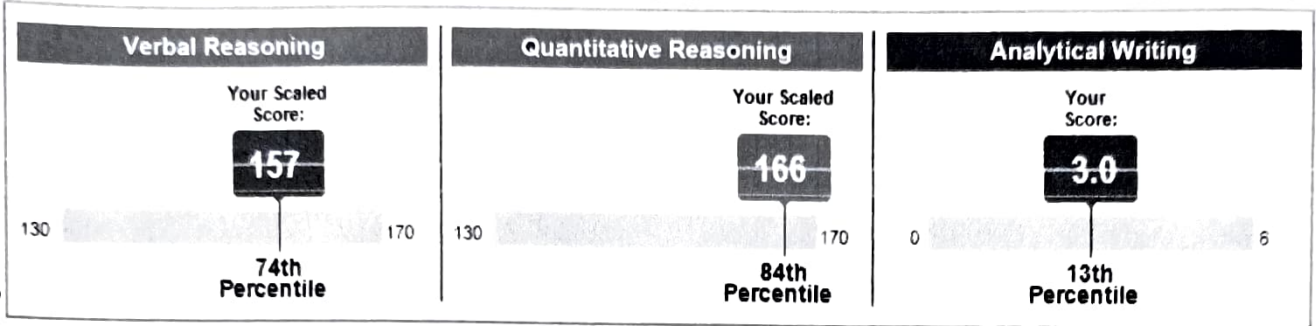 Verbal Reasoning
Your Scaled
Score:
157
130
170
74th
Percentile
Quantitative Reasoning
Your Scaled
Score:
166
130
170
84th
Percentile
Analytical Writing
Your
Score:
3.0
0
6
13th
Percentile